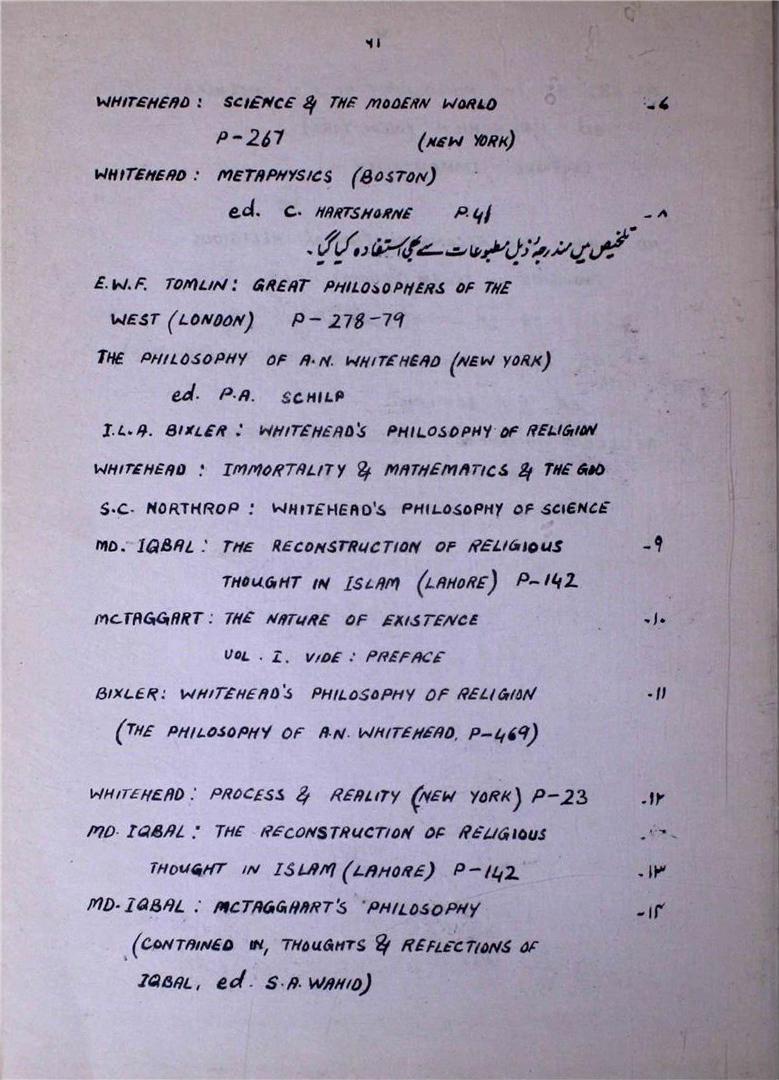 ۴۱
WHITEHEAD : SCIENCE & THE MODERN WORLD -۷
P-267 (NEW YORK)
WHITEHEAD : METAPHYSICS (BOSTON)
ed. C. HARTSHORNE P.41 -۸
تلخیص میں مندرجۂ ذیل مطبوعات سے بھی استفادہ کیا گیا۔
E.W.F. TOMLIN : GREAT PHILOSOPHERS OF THE
WEST (LONDON) P-278-79
THE PHILOSOPHY OF A.N. WHITEHEAD (NEW YORK)
ed. P.A. SCHILP
I.L.A. BIXLER : WHITEHEAD'S PHILOSOPHY OF RELIGION
WHITEHEAD : IMMORTALITY & MATHEMATICS & THE GOD
S.C. NORTHROP : WHITEHEAD'S PHILOSOPHY OF SCIENCE
MD. IQBAL : THE RECONSTRUCTION OF RELIGIOUS -۹
THOUGHT IN ISLAM (LAHORE) P-142
MCTAGGART : THE NATURE OF EXISTENCE -۱۰
VOL . I. VIDE : PREFACE
BIXLER : WHITEHEAD'S PHILOSOPHY OF RELIGION -۱۱
(THE PHILOSOPHY OF A.N. WHITEHEAD, P-469)
WHITEHEAD : PROCESS & REALITY (NEW YORK) P-23 -۱۲
MD. IQBAL : THE RECONSTRUCTION OF RELIGIOUS
THOUGHT IN ISLAM (LAHORE) P-142 -۱۳
MD. IQBAL : MCTAGGHART'S PHILOSOPHY -۱۴
(CONTAINED IN, THOUGHTS & REFLECTIONS OF
IQBAL, ed. S.A. WAHID)